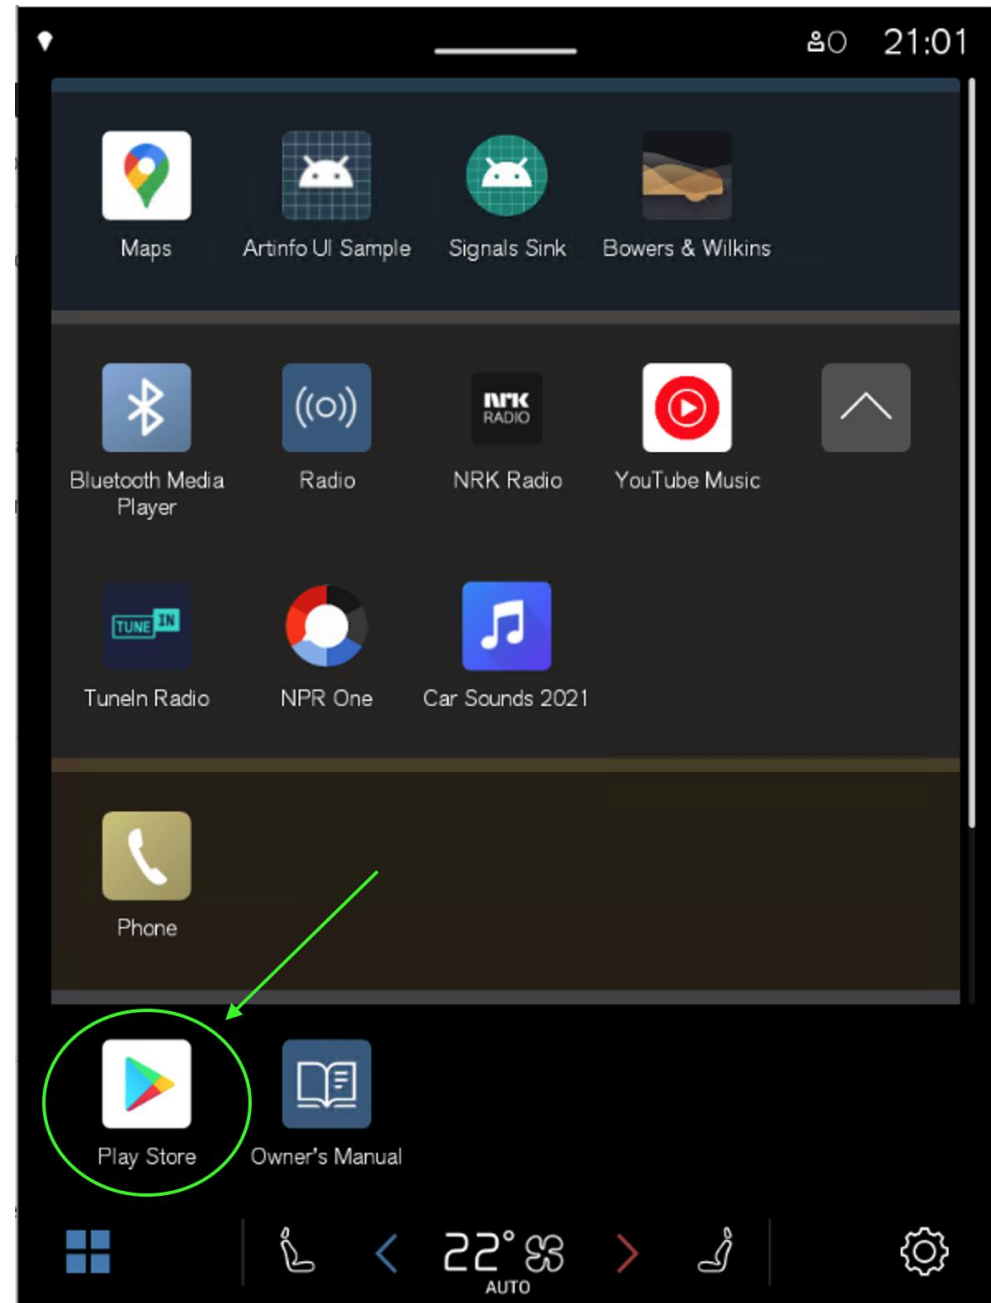 21:01
Maps
Artinfo UI Sample
Signals Sink
Bowers & Wilkins
nrk
RADIO
Bluetooth Media
Player
Radio
NRK Radio
YouTube Music
TUNE IN
TuneIn Radio
NPR One
Car Sounds 2021
Phone
Play Store
Owner's Manual
22°
AUTO